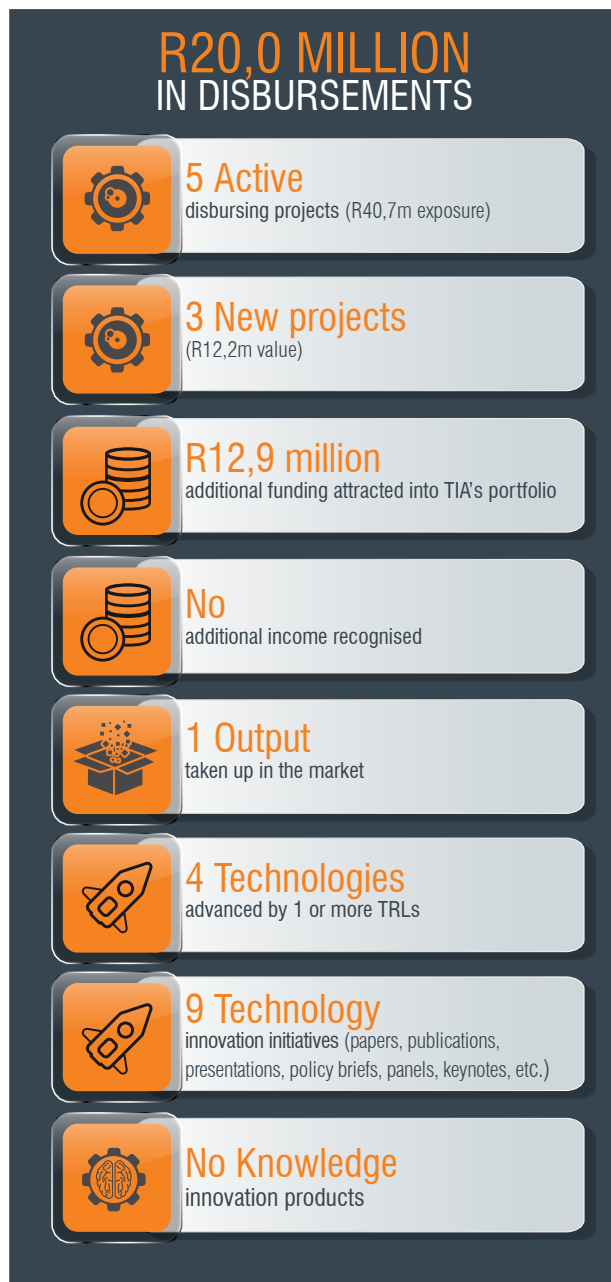 R20,0 MILLION
IN DISBURSEMENTS
5 Active
disbursing projects (R40,7m exposure)
3 New projects
(R12,2m value)
R12,9 million
additional funding attracted into TIA’s portfolio
No
additional income recognised
1 Output
taken up in the market
4 Technologies
advanced by 1 or more TRLs
9 Technology
innovation initiatives (papers, publications,
presentations, policy briefs, panels, keynotes, etc.)
No Knowledge
innovation products